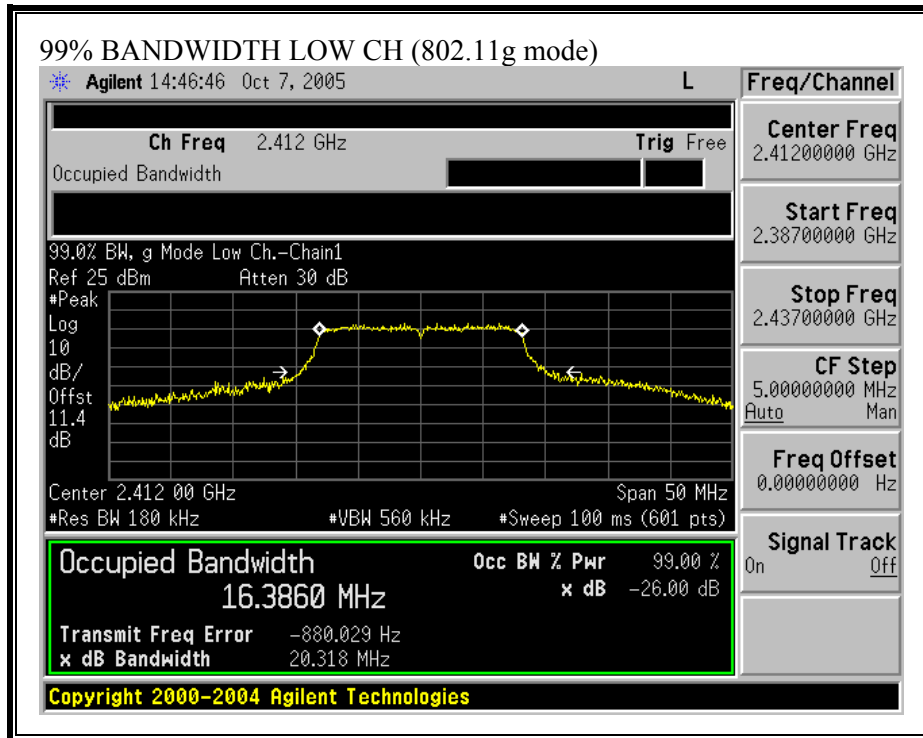 99% BANDWIDTH LOW CH (802.11g mode)
Agilent 14:46:46 Oct 7, 2005 L
Freq/Channel
Ch Freq 2.412 GHz Trig Free
Occupied Bandwidth
Center Freq
2.41200000 GHz
Start Freq
2.38700000 GHz
Stop Freq
2.43700000 GHz
CF Step
5.00000000 MHz
Auto Man
Freq Offset
0.00000000 Hz
Signal Track
On Off
99.0% BW, g Mode Low Ch.-Chain1
Ref 25 dBm Atten 30 dB
#Peak
Log
10
dB/
Offst
11.4
dB
Center 2.412 00 GHz Span 50 MHz
#Res BW 180 kHz #VBW 560 kHz #Sweep 100 ms (601 pts)
Occupied Bandwidth
16.3860 MHz
Occ BW % Pwr 99.00 %
x dB -26.00 dB
Transmit Freq Error -880.029 Hz
x dB Bandwidth 20.318 MHz
Copyright 2000-2004 Agilent Technologies